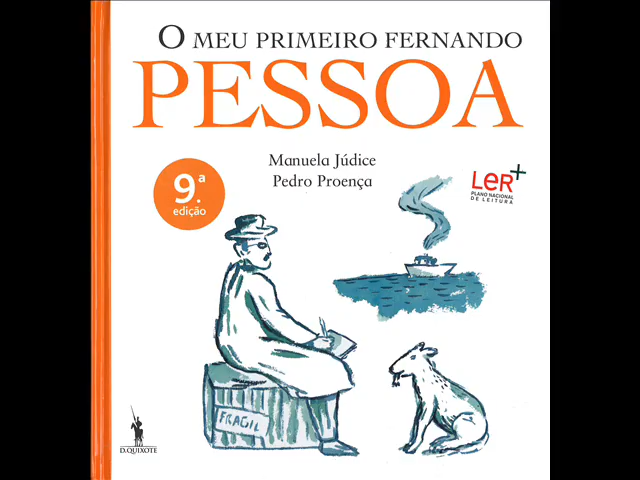 O MEU PRIMEIRO FERNANDO
PESSOA
Manuela Júdice
Pedro Proença
9.ª
edição
LeR+
PLANO NACIONAL
DE LEITURA
FRAGIL
D. QUIXOTE